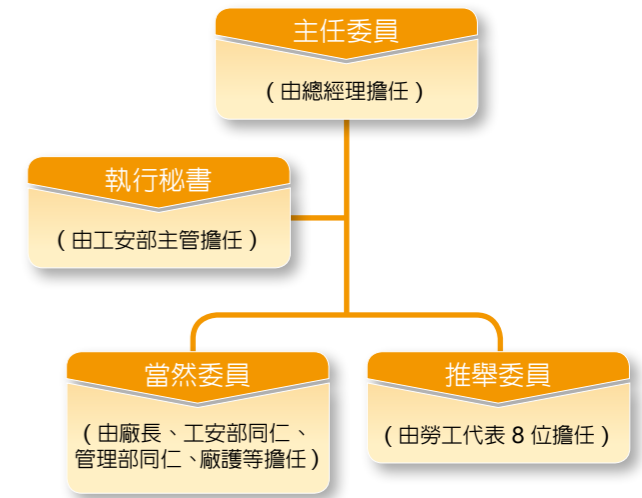 主任委員
(由總經理擔任)
執行秘書
(由工安部主管擔任)
當然委員
(由廠長、工安部同仁、
管理部同仁、廠護等擔任)
推舉委員
(由勞工代表 8 位擔任)